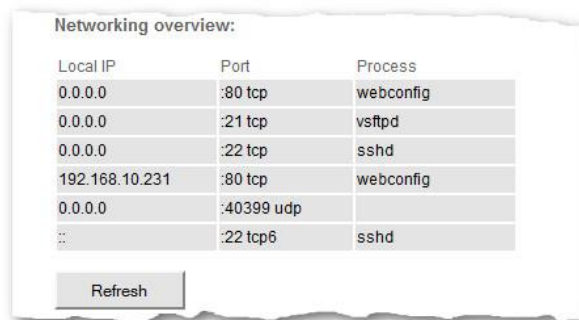 Networking overview:
Local IP Port Process
0.0.0.0 :80 tcp webconfig
0.0.0.0 :21 tcp vsftpd
0.0.0.0 :22 tcp sshd
192.168.10.231 :80 tcp webconfig
0.0.0.0 :40399 udp
:: :22 tcp6 sshd
Refresh